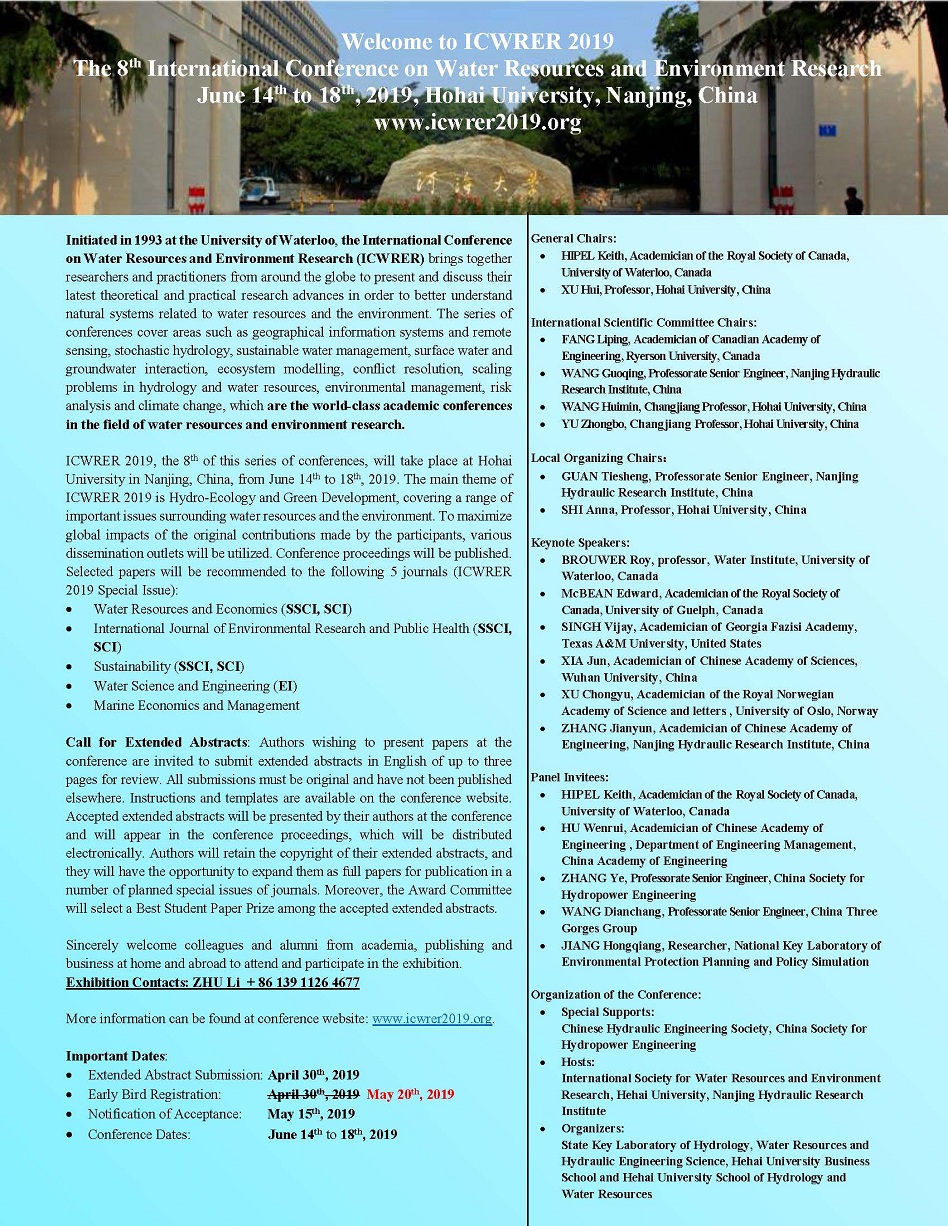 Welcome to ICWRER 2019
The 8th International Conference on Water Resources and Environment Research
June 14th to 18th, 2019, Hohai University, Nanjing, China
www.icwrer2019.org
河海大学
Initiated in 1993 at the University of Waterloo, the International Conference
on Water Resources and Environment Research (ICWRER) brings together
researchers and practitioners from around the globe to present and discuss their
latest theoretical and practical research advances in order to better understand
natural systems related to water resources and the environment. The series of
conferences cover areas such as geographical information systems and remote
sensing, stochastic hydrology, sustainable water management, surface water and
groundwater interaction, ecosystem modelling, conflict resolution, scaling
problems in hydrology and water resources, environmental management, risk
analysis and climate change, which are the world-class academic conferences
in the field of water resources and environment research.
ICWRER 2019, the 8th of this series of conferences, will take place at Hohai
University in Nanjing, China, from June 14th to 18th, 2019. The main theme of
ICWRER 2019 is Hydro-Ecology and Green Development, covering a range of
important issues surrounding water resources and the environment. To maximize
global impacts of the original contributions made by the participants, various
dissemination outlets will be utilized. Conference proceedings will be published.
Selected papers will be recommended to the following 5 journals (ICWRER
2019 Special Issue):
• Water Resources and Economics (SSCI, SCI)
• International Journal of Environmental Research and Public Health (SSCI,
SCI)
• Sustainability (SSCI, SCI)
• Water Science and Engineering (EI)
• Marine Economics and Management
Call for Extended Abstracts: Authors wishing to present papers at the
conference are invited to submit extended abstracts in English of up to three
pages for review. All submissions must be original and have not been published
elsewhere. Instructions and templates are available on the conference website.
Accepted extended abstracts will be presented by their authors at the conference
and will appear in the conference proceedings, which will be distributed
electronically. Authors will retain the copyright of their extended abstracts, and
they will have the opportunity to expand them as full papers for publication in a
number of planned special issues of journals. Moreover, the Award Committee
will select a Best Student Paper Prize among the accepted extended abstracts.
Sincerely welcome colleagues and alumni from academia, publishing and
business at home and abroad to attend and participate in the exhibition.
Exhibition Contacts: ZHU Li + 86 139 1126 4677
More information can be found at conference website: www.icwrer2019.org.
Important Dates:
• Extended Abstract Submission: April 30th, 2019
• Early Bird Registration: April 30th, 2019 May 20th, 2019
• Notification of Acceptance: May 15th, 2019
• Conference Dates: June 14th to 18th, 2019
General Chairs:
• HIPEL Keith, Academician of the Royal Society of Canada,
University of Waterloo, Canada
• XU Hui, Professor, Hohai University, China
International Scientific Committee Chairs:
• FANG Liping, Academician of Canadian Academy of
Engineering, Ryerson University, Canada
• WANG Guoqing, Professorate Senior Engineer, Nanjing Hydraulic
Research Institute, China
• WANG Huimin, Changjiang Professor, Hohai University, China
• YU Zhongbo, Changjiang Professor, Hohai University, China
Local Organizing Chairs:
• GUAN Tiesheng, Professorate Senior Engineer, Nanjing
Hydraulic Research Institute, China
• SHI Anna, Professor, Hohai University, China
Keynote Speakers:
• BROUWER Roy, professor, Water Institute, University of
Waterloo, Canada
• McBEAN Edward, Academician of the Royal Society of
Canada, University of Guelph, Canada
• SINGH Vijay, Academician of Georgia Fazisi Academy,
Texas A&M University, United States
• XIA Jun, Academician of Chinese Academy of Sciences,
Wuhan University, China
• XU Chongyu, Academician of the Royal Norwegian
Academy of Science and letters , University of Oslo, Norway
• ZHANG Jianyun, Academician of Chinese Academy of
Engineering, Nanjing Hydraulic Research Institute, China
Panel Invitees:
• HIPEL Keith, Academician of the Royal Society of Canada,
University of Waterloo, Canada
• HU Wenrui, Academician of Chinese Academy of
Engineering , Department of Engineering Management,
China Academy of Engineering
• ZHANG Ye, Professorate Senior Engineer, China Society for
Hydropower Engineering
• WANG Dianchang, Professorate Senior Engineer, China Three
Gorges Group
• JIANG Hongqiang, Researcher, National Key Laboratory of
Environmental Protection Planning and Policy Simulation
Organization of the Conference:
• Special Supports:
Chinese Hydraulic Engineering Society, China Society for
Hydropower Engineering
• Hosts:
International Society for Water Resources and Environment
Research, Hehai University, Nanjing Hydraulic Research
Institute
• Organizers:
State Key Laboratory of Hydrology, Water Resources and
Hydraulic Engineering Science, Hehai University Business
School and Hehai University School of Hydrology and
Water Resources